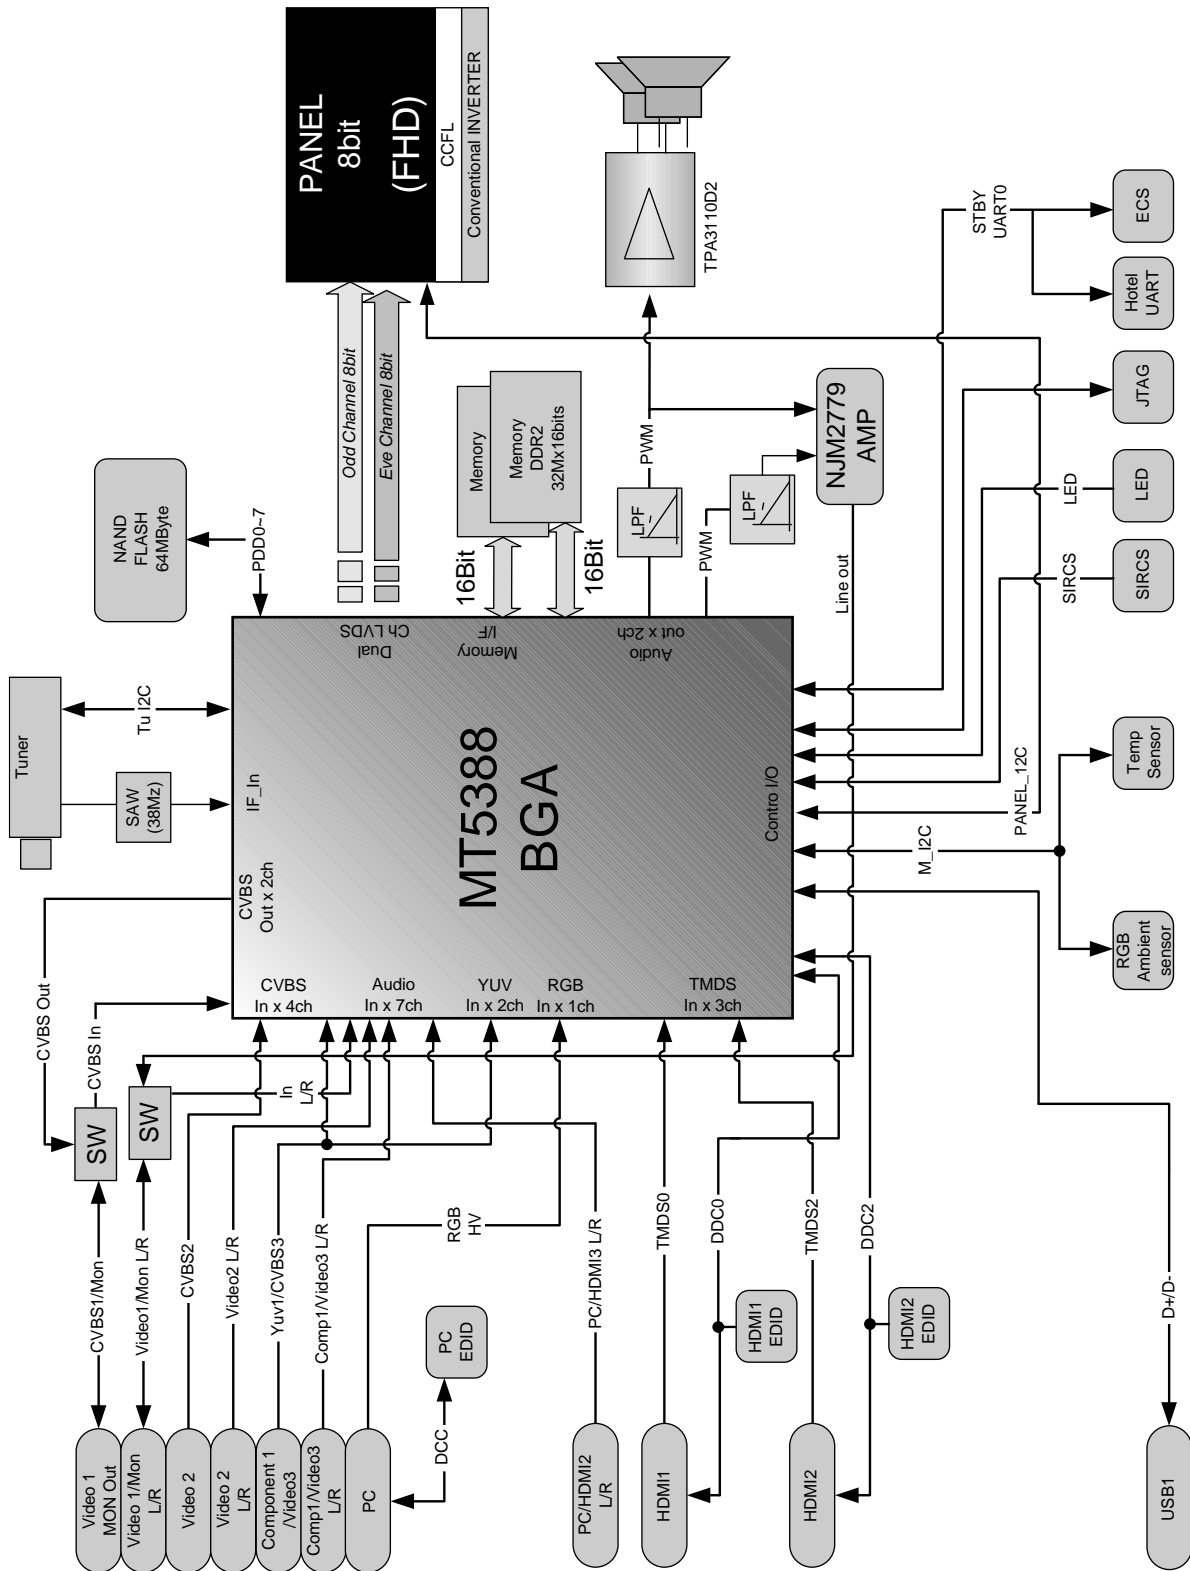 PANEL
8bit
(FHD)
CCFL
Conventional INVERTER
TPA3110D2
STBY
UART0
ECS
Hotel
UART
JTAG
LED
LED
SIRCS
SIRCS
Odd Channel 8bit
Eve Channel 8bit
Memory
Memory
DDR2
32Mx16bits
16Bit
16Bit
LPF
PWM
LPF
PWM
NJM2779
AMP
Line out
NAND
FLASH
64MByte
PDD0~7
Tuner
Tu I2C
SAW
(38Mz)
IF_In
Dual
Ch LVDS
Memory
I/F
Audio
out x 2ch
MT5388
BGA
Contro I/O
PANEL_12C
M_I2C
Temp
Sensor
RGB
Ambient
sensor
CVBS
Out x 2ch
CVBS
In x 4ch
Audio
In x 7ch
YUV
In x 2ch
RGB
In x 1ch
TMDS
In x 3ch
CVBS Out
CVBS In
SW
SW
In
L/R
CVBS1/Mon
Video1/Mon L/R
CVBS2
Video2 L/R
Yuv1/CVBS3
Comp1/Video3 L/R
RGB
HV
PC
EDID
DCC
PC/HDMI3 L/R
TMDS0
DDC0
HDMI1
EDID
TMDS2
DDC2
HDMI2
EDID
D+/D-
Video 1
MON Out
Video 1/Mon
L/R
Video 2
Video 2
L/R
Component 1
/Video3
Comp1/Video3
L/R
PC
PC/HDMI2
L/R
HDMI1
HDMI2
USB1